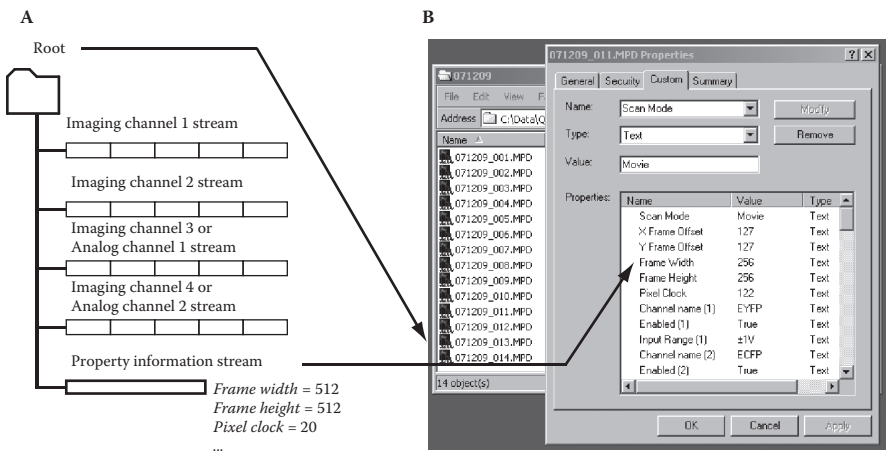 A
Root
Imaging channel 1 stream
Imaging channel 2 stream
Imaging channel 3 or
Analog channel 1 stream
Imaging channel 4 or
Analog channel 2 stream
Property information stream
Frame width = 512
Frame height = 512
Pixel clock = 20
...
B
071209
File Edit View
Address C:\Data\Q
Name
071209_001.MPD
071209_002.MPD
071209_003.MPD
071209_004.MPD
071209_005.MPD
071209_006.MPD
071209_007.MPD
071209_008.MPD
071209_009.MPD
071209_010.MPD
071209_011.MPD
071209_012.MPD
071209_013.MPD
071209_014.MPD
14 object(s)
071209_011.MPD Properties
General Security Custom Summary
Name: Scan Mode Modify
Type: Text Remove
Value: Movie
Properties:
Name Value Type
Scan Mode Movie Text
X Frame Offset 127 Text
Y Frame Offset 127 Text
Frame Width 256 Text
Frame Height 256 Text
Pixel Clock 122 Text
Channel name (1) EYFP Text
Enabled (1) True Text
Input Range (1) ±1V Text
Channel name (2) ECFP Text
Enabled (2) True Text
OK Cancel Apply